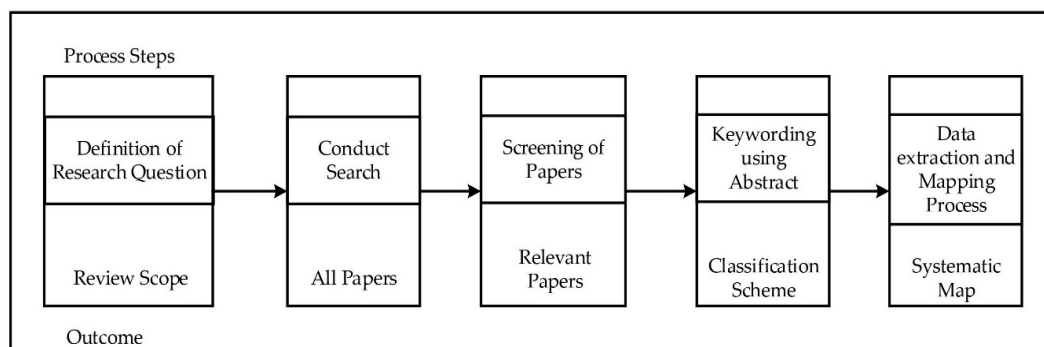 Process Steps
Definition of
Research Question
Review Scope
Conduct
Search
All Papers
Screening of
Papers
Relevant
Papers
Keywording
using
Abstract
Classification
Scheme
Data
extraction and
Mapping
Process
Systematic
Map
Outcome